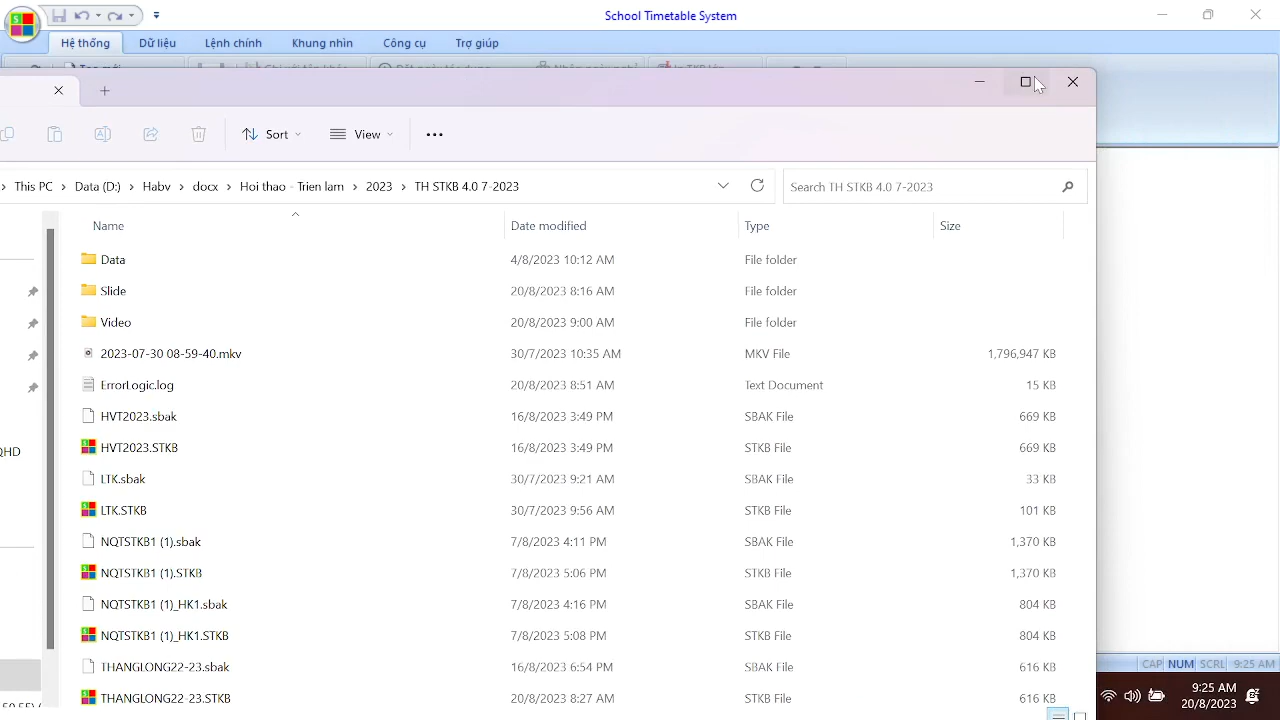 School Timetable System
Hệ thống Dữ liệu Lệnh chính Khung nhìn Công cụ Trợ giúp
Sort View
This PC Data (D:) Habv docx Hoi thao - Trien lam 2023 TH STKB 4.0 7-2023 Search TH STKB 4.0 7-2023
Name Date modified Type Size
Data 4/8/2023 10:12 AM File folder
Slide 20/8/2023 8:16 AM File folder
Video 20/8/2023 9:00 AM File folder
2023-07-30 08-59-40.mkv 30/7/2023 10:35 AM MKV File 1,796,947 KB
ErrorLogic.log 20/8/2023 8:51 AM Text Document 15 KB
HVT2023.sbak 16/8/2023 3:49 PM SBAK File 669 KB
HVT2023.STKB 16/8/2023 3:49 PM STKB File 669 KB
QHD
LTK.sbak 30/7/2023 9:21 AM SBAK File 33 KB
LTK.STKB 30/7/2023 9:56 AM STKB File 101 KB
NQTSTKB1 (1).sbak 7/8/2023 4:11 PM SBAK File 1,370 KB
NQTSTKB1 (1).STKB 7/8/2023 5:06 PM STKB File 1,370 KB
NQTSTKB1 (1)_HK1.sbak 7/8/2023 4:16 PM SBAK File 804 KB
NQTSTKB1 (1)_HK1.STKB 7/8/2023 5:08 PM STKB File 804 KB
THANGLONG22-23.sbak 16/8/2023 6:54 PM SBAK File 616 KB
THANGLONG22-23.STKB 20/8/2023 8:27 AM STKB File 616 KB
CAP NUM SCRL 9:25 AM
9:25 AM
20/8/2023